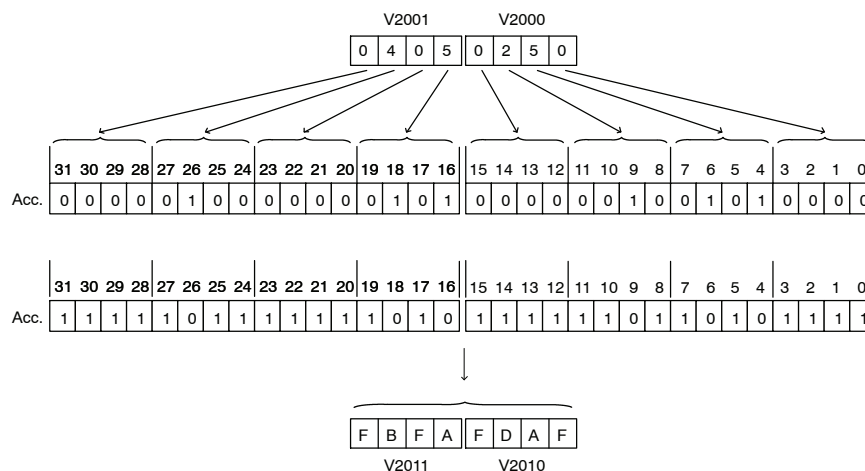 V2001 V2000
0 4 0 5 0 2 5 0
31 30 29 28 27 26 25 24 23 22 21 20 19 18 17 16 15 14 13 12 11 10 9 8 7 6 5 4 3 2 1 0
Acc. 0 0 0 0 0 1 0 0 0 0 0 0 0 1 0 1 0 0 0 0 0 0 1 0 0 1 0 1 0 0 0 0
31 30 29 28 27 26 25 24 23 22 21 20 19 18 17 16 15 14 13 12 11 10 9 8 7 6 5 4 3 2 1 0
Acc. 1 1 1 1 1 0 1 1 1 1 1 1 1 0 1 0 1 1 1 1 1 1 0 1 1 0 1 0 1 1 1 1
F B F A F D A F
V2011 V2010